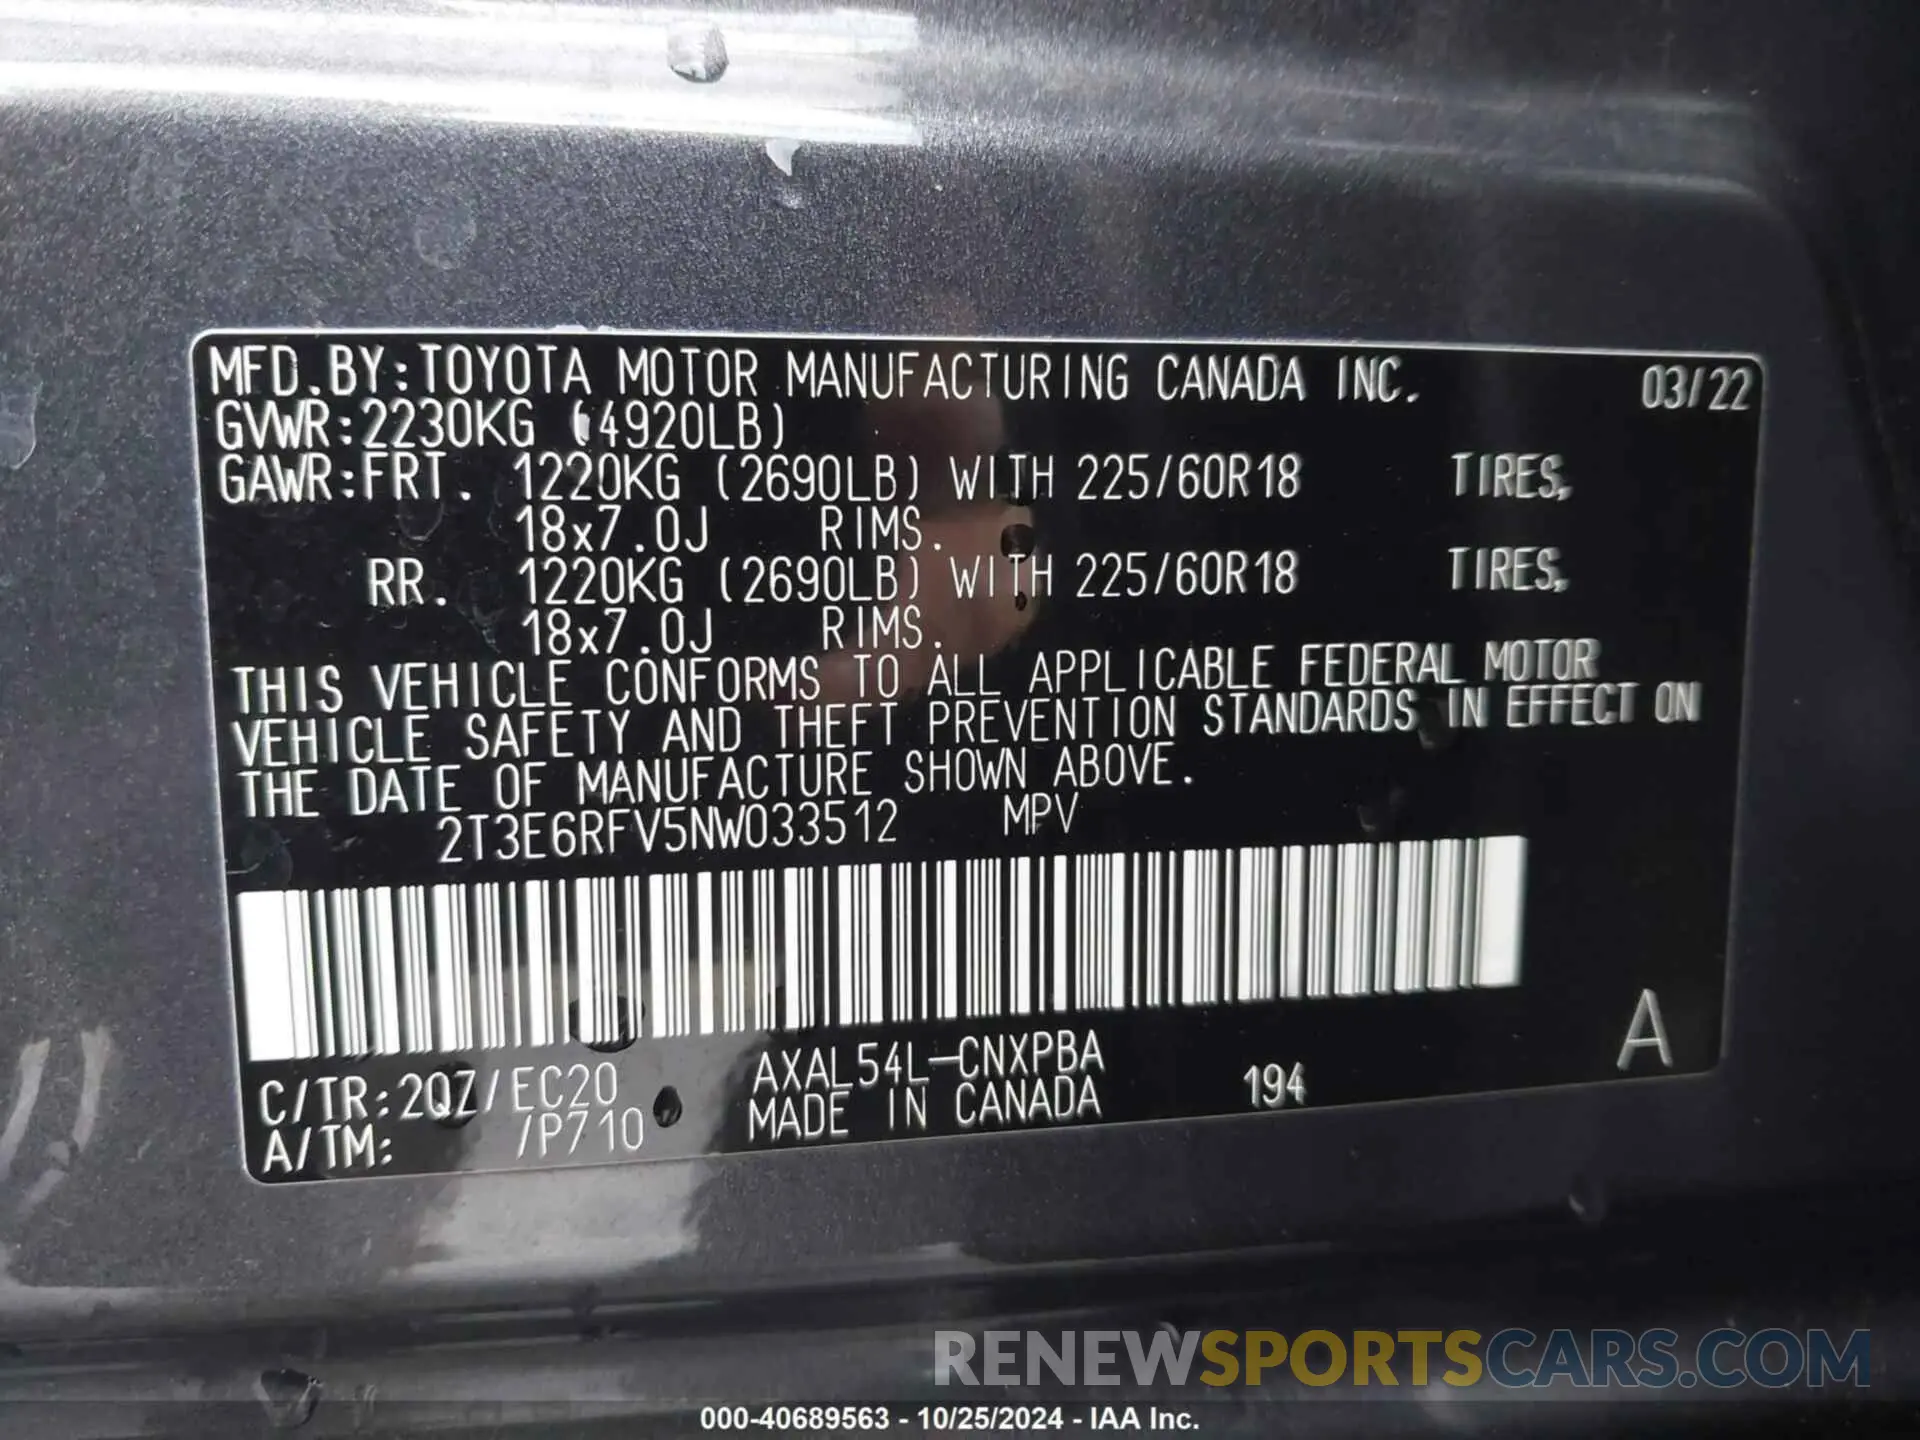 MFD.BY:TOYOTA MOTOR MANUFACTURING CANADA INC. 03/22
GVWR:2230KG (4920LB)
GAWR:FRT. 1220KG (2690LB) WITH 225/60R18 TIRES,
18x7.0J RIMS.
RR. 1220KG (2690LB) WITH 225/60R18 TIRES,
18x7.0J RIMS.
THIS VEHICLE CONFORMS TO ALL APPLICABLE FEDERAL MOTOR
VEHICLE SAFETY AND THEFT PREVENTION STANDARDS IN EFFECT ON
THE DATE OF MANUFACTURE SHOWN ABOVE.
2T3E6RFV5NW033512 MPV
C/TR:2QZ/EC20 AXAL54L-CNXPBA 194 A
A/TM: /P710 MADE IN CANADA
RENEWSPORTSCARS.COM
000-40689563 - 10/25/2024 - IAA Inc.